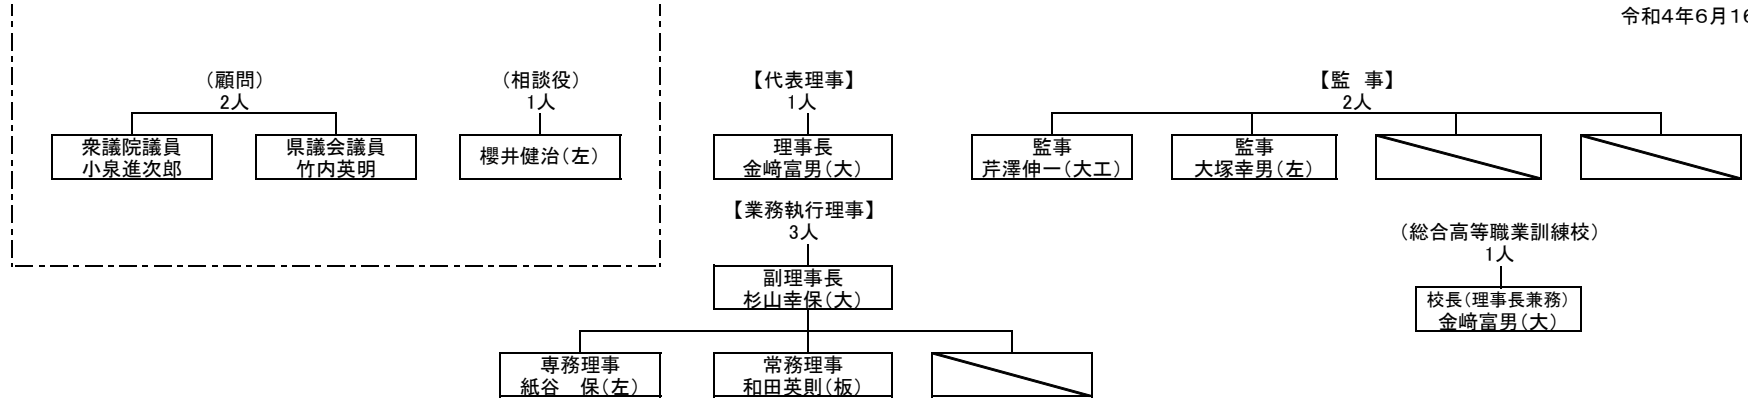 令和4年6月16
(顧問)
2人
衆議院議員
小泉進次郎
県議会議員
竹内英明
(相談役)
1人
櫻井健治(左)
【代表理事】
1人
理事長
金﨑富男(大)
【監　事】
2人
監事
芹澤伸一(大工)
監事
大塚幸男(左)
【業務執行理事】
3人
副理事長
杉山幸保(大)
専務理事
紙谷　保(左)
常務理事
和田英則(板)
(総合高等職業訓練校)
1人
校長(理事長兼務)
金﨑富男(大)